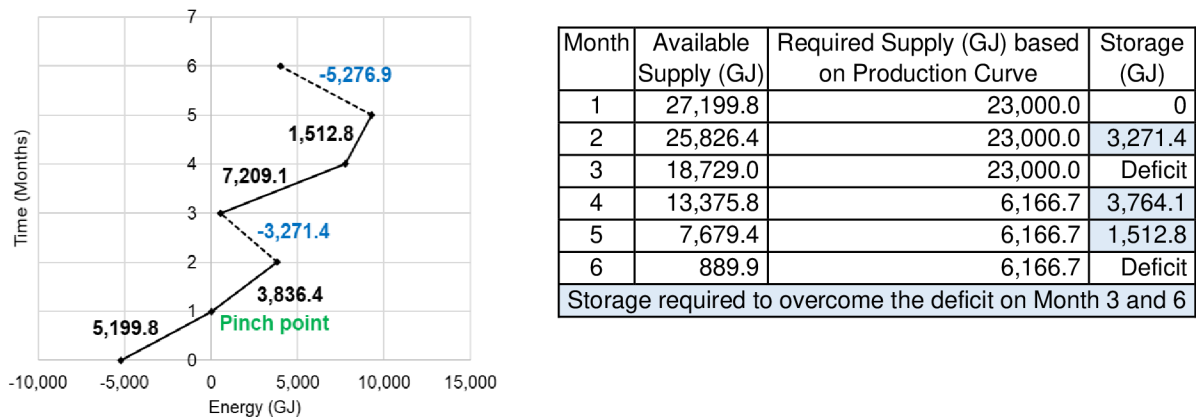 7
6
-5,276.9
5
1,512.8
4
7,209.1
3
-3,271.4
2
3,836.4
1
5,199.8
Pinch point
0
-10,000 -5,000 0 5,000 10,000 15,000
Energy (GJ)
Time (Months)
Month Available Required Supply (GJ) based Storage
Supply (GJ) on Production Curve (GJ)
1 27,199.8 23,000.0 0
2 25,826.4 23,000.0 3,271.4
3 18,729.0 23,000.0 Deficit
4 13,375.8 6,166.7 3,764.1
5 7,679.4 6,166.7 1,512.8
6 889.9 6,166.7 Deficit
Storage required to overcome the deficit on Month 3 and 6